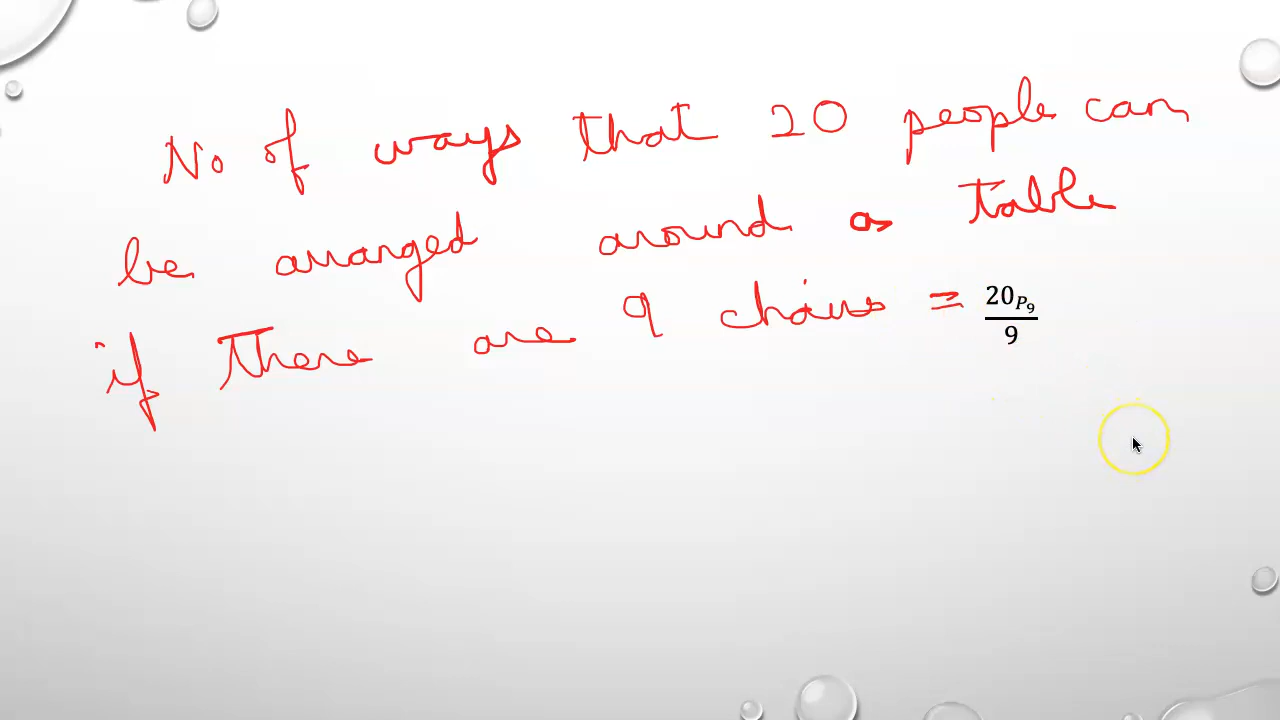 No of ways that 20 people can
be arranged around a table
if there are 9 chairs = 20P₉/9